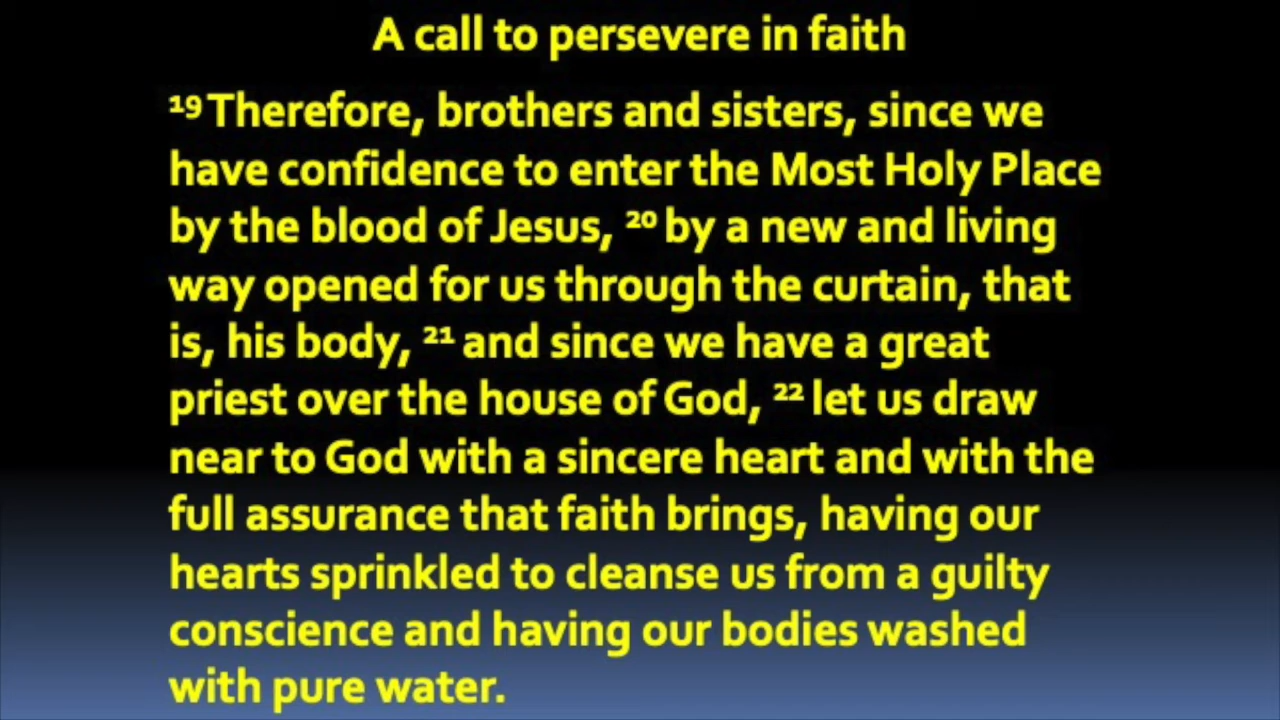 A call to persevere in faith
¹⁹ Therefore, brothers and sisters, since we
have confidence to enter the Most Holy Place
by the blood of Jesus, ²⁰ by a new and living
way opened for us through the curtain, that
is, his body, ²¹ and since we have a great
priest over the house of God, ²² let us draw
near to God with a sincere heart and with the
full assurance that faith brings, having our
hearts sprinkled to cleanse us from a guilty
conscience and having our bodies washed
with pure water.